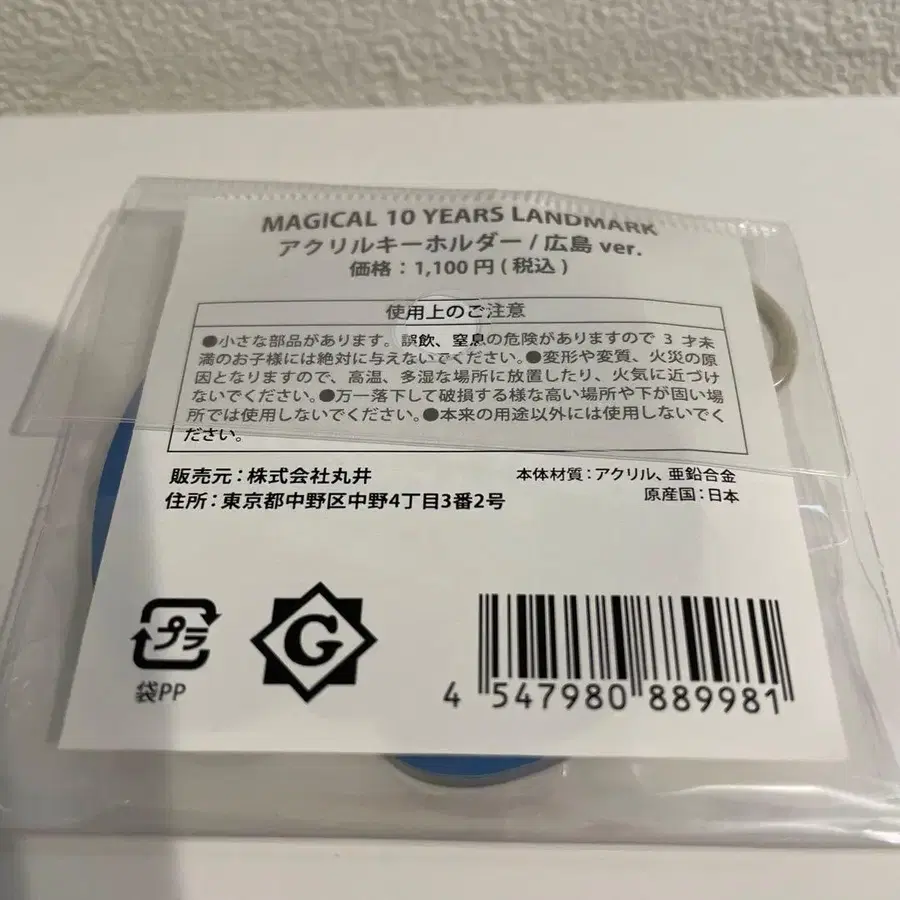 MAGICAL 10 YEARS LANDMARK
アクリルキーホルダー / 広島 ver.
価格：1,100円(税込)
使用上のご注意
●小さな部品があります。誤飲、窒息の危険がありますので 3 才未
満のお子様には絶対に与えないでください。●変形や変質、火災の原
因となりますので、高温、多湿な場所に放置したり、火気に近づけ
ないでください。●万一落下して破損する様な高い場所や下が固い場
所では使用しないでください。●本来の用途以外には使用しないでく
ださい。
販売元：株式会社丸井
住所：東京都中野区中野4丁目3番2号
本体材質：アクリル、亜鉛合金
原産国：日本
プラ
袋PP
G
4 547980 889981